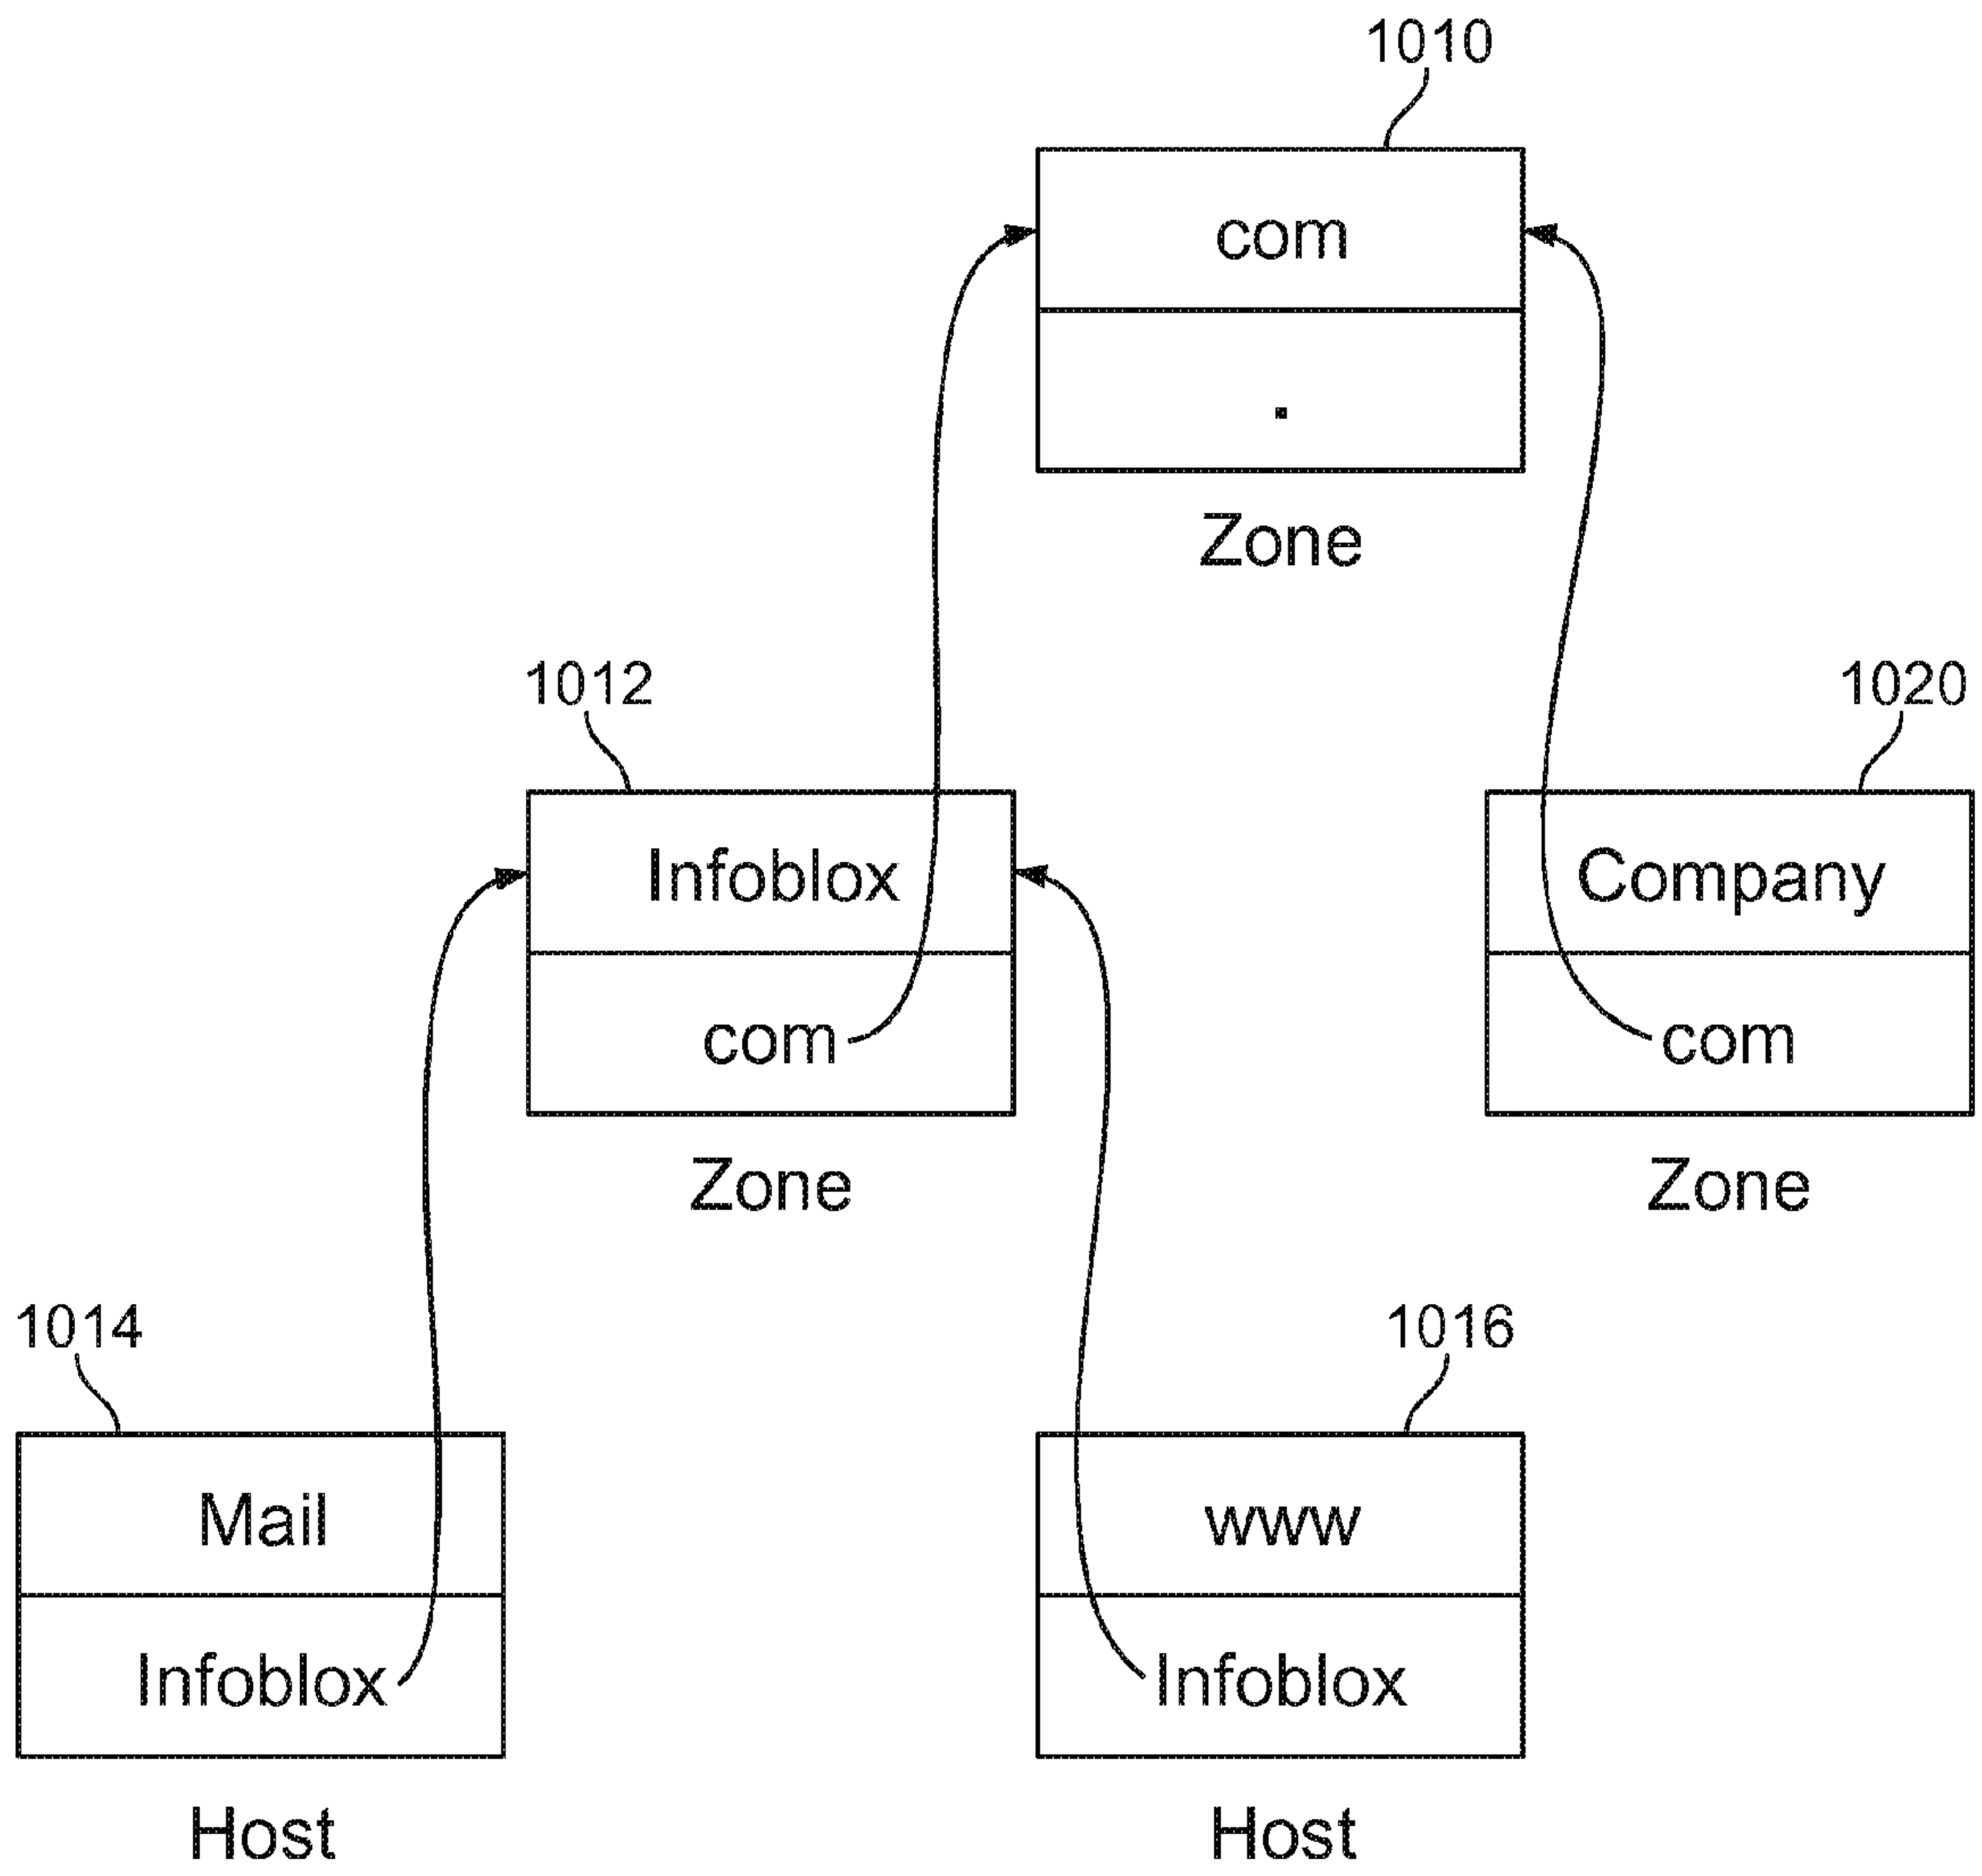 1010
com
.
Zone
1012
1020
Infoblox
Company
com
com
Zone
Zone
1014
1016
Mail
www
Infoblox
Infoblox
Host
Host